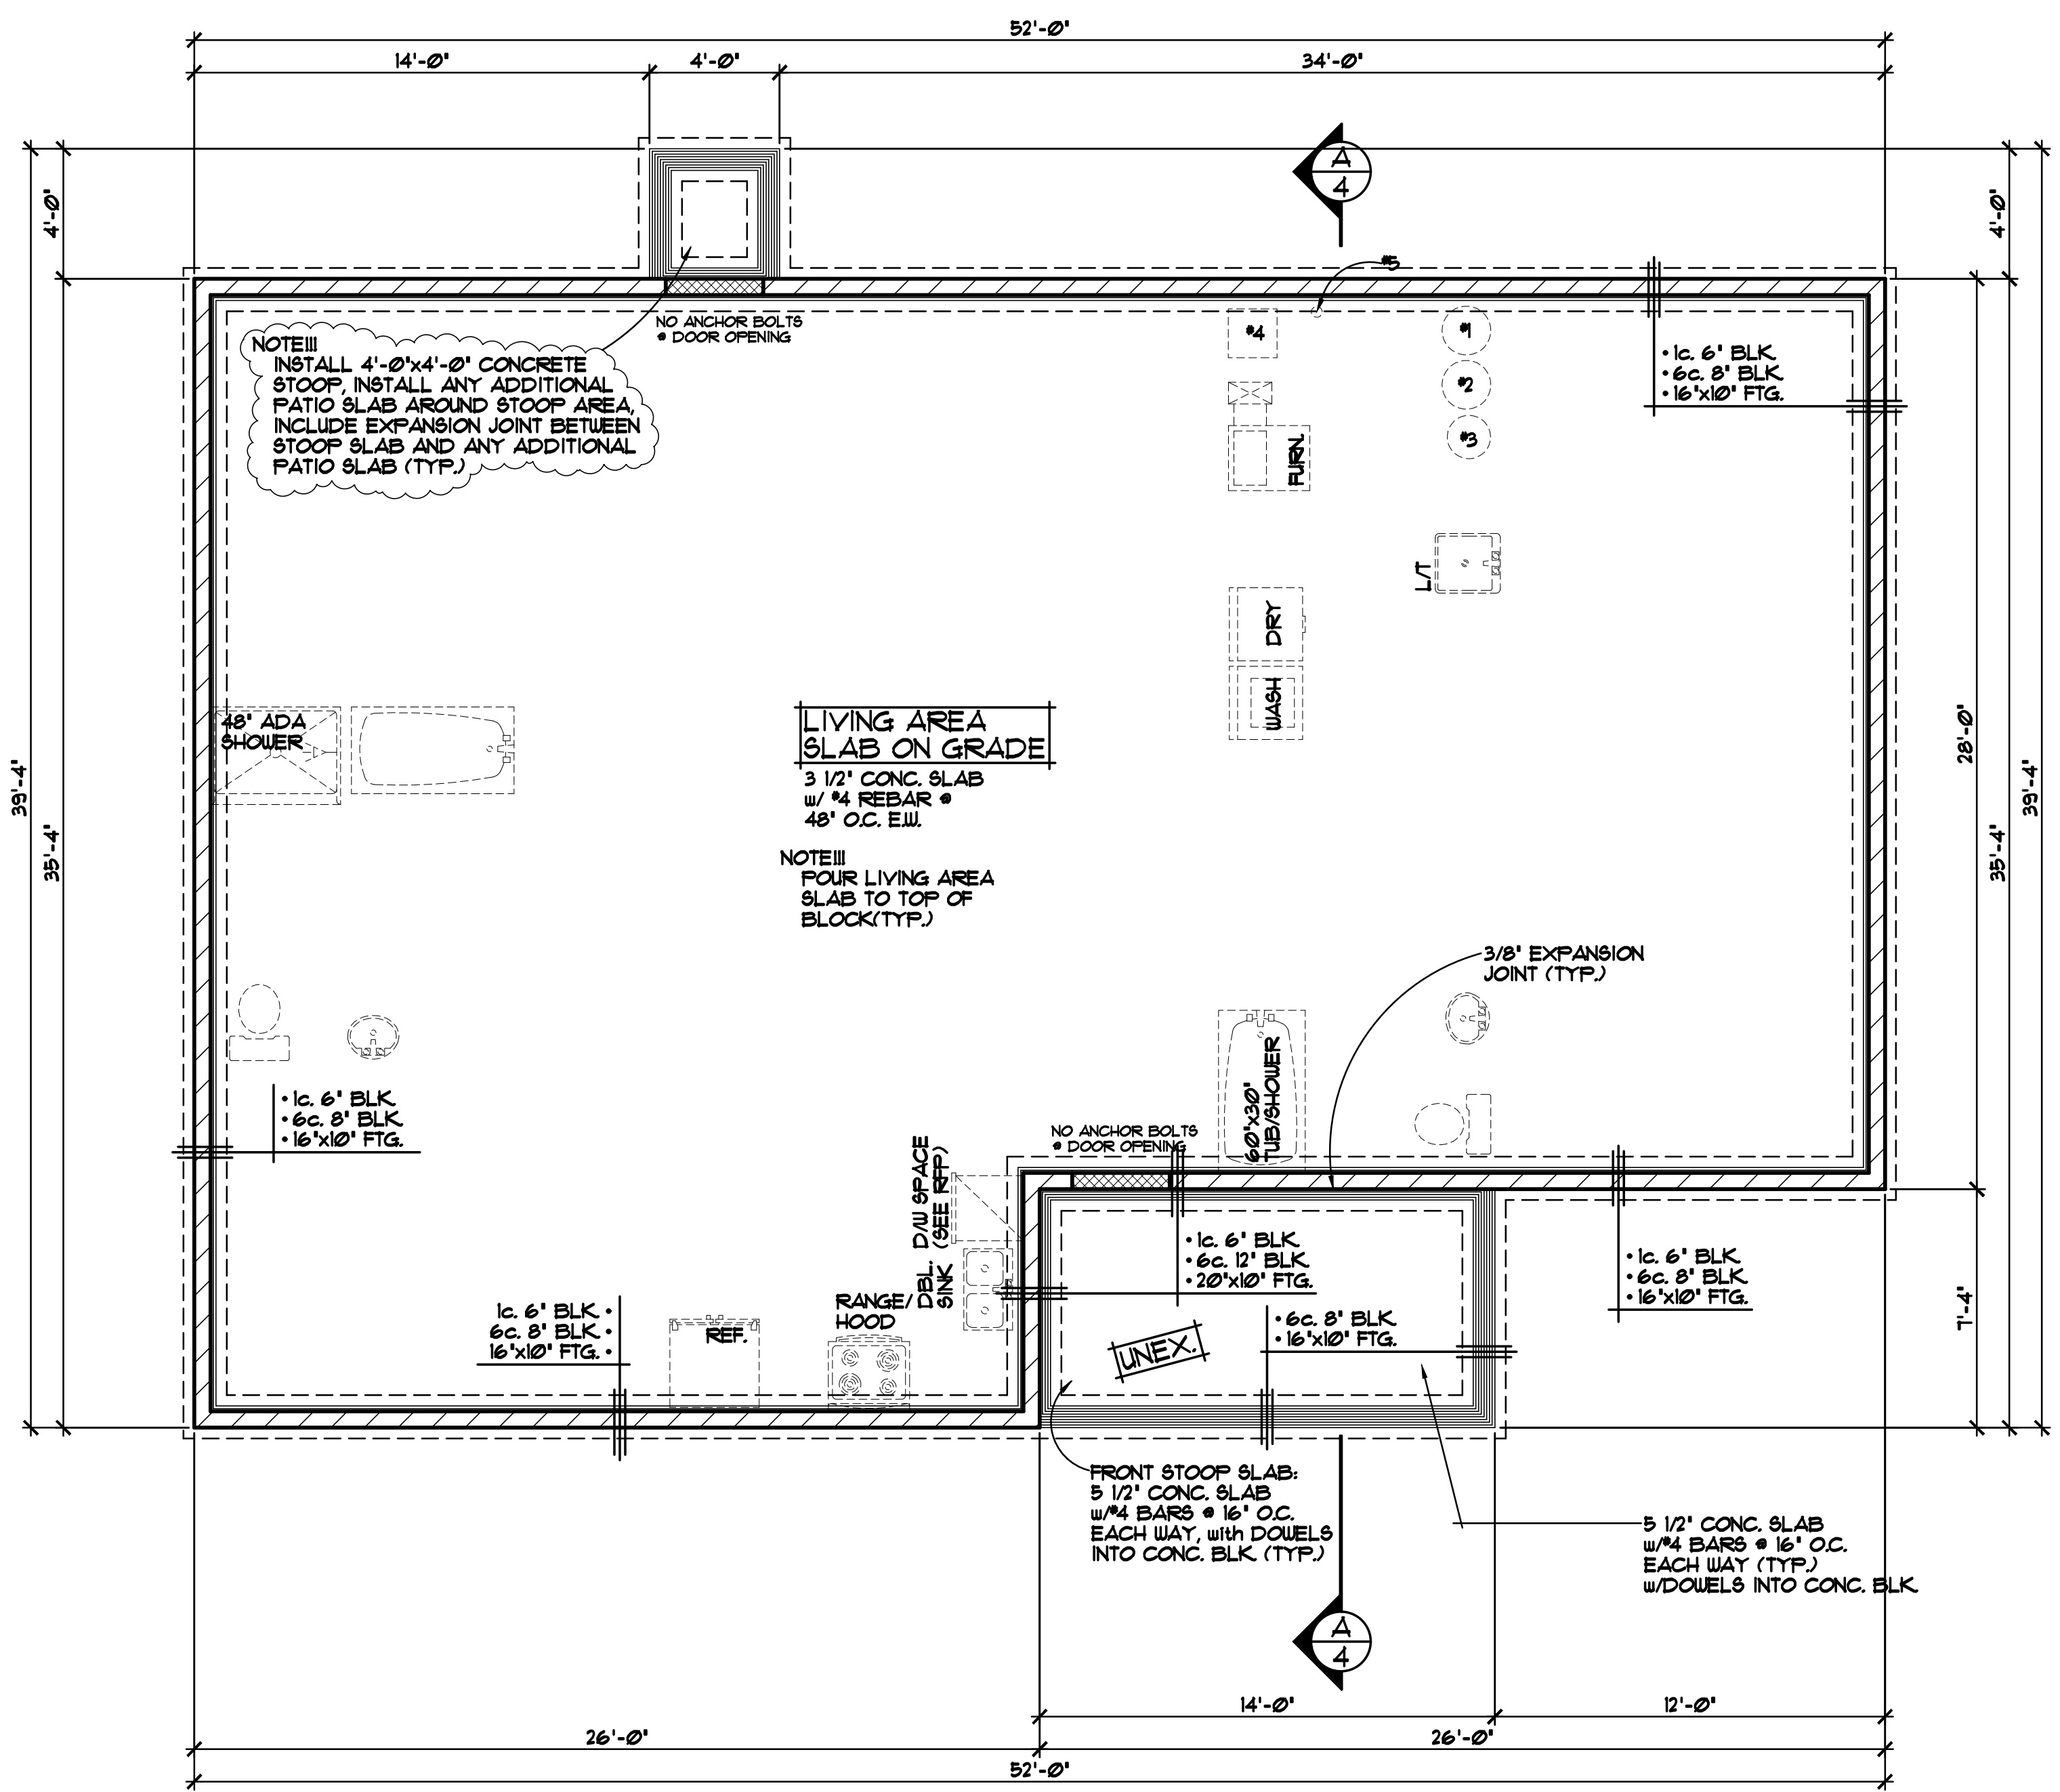 52'-0"
14'-0"
4'-0"
34'-0"
A
4
4'-0"
4'-0"
#5
NO ANCHOR BOLTS
@ DOOR OPENING
#4
#1
#2
#3
FURN.
• 1c. 6" BLK.
• 6c. 8" BLK.
• 16"x10" FTG.
NOTE!!!
INSTALL 4'-0"x4'-0" CONCRETE
STOOP, INSTALL ANY ADDITIONAL
PATIO SLAB AROUND STOOP AREA,
INCLUDE EXPANSION JOINT BETWEEN
STOOP SLAB AND ANY ADDITIONAL
PATIO SLAB (TYP.)
L/T
DRY
WASH
48" ADA
SHOWER
LIVING AREA
SLAB ON GRADE
3 1/2" CONC. SLAB
w/ #4 REBAR @
48" O.C. E.W.
NOTE!!!
POUR LIVING AREA
SLAB TO TOP OF
BLOCK(TYP.)
39'-4"
35'-4"
28'-0"
35'-4"
39'-4"
3/8" EXPANSION
JOINT (TYP.)
• 1c. 6" BLK.
• 6c. 8" BLK.
• 16"x10" FTG.
60"x30"
TUB/SHOWER
NO ANCHOR BOLTS
@ DOOR OPENING
D/W SPACE
(SEE INFP)
DBL.
SINK
RANGE/
HOOD
REF.
1c. 6" BLK. •
6c. 8" BLK. •
16"x10" FTG. •
• 1c. 6" BLK.
• 6c. 12" BLK.
• 20"x10" FTG.
• 6c. 8" BLK.
• 16"x10" FTG.
UNEX.
• 1c. 6" BLK.
• 6c. 8" BLK.
• 16"x10" FTG.
7'-4"
FRONT STOOP SLAB:
5 1/2" CONC. SLAB
w/#4 BARS @ 16" O.C.
EACH WAY, with DOWELS
INTO CONC. BLK. (TYP.)
5 1/2" CONC. SLAB
w/#4 BARS @ 16" O.C.
EACH WAY (TYP.)
w/DOWELS INTO CONC. BLK.
A
4
14'-0"
12'-0"
26'-0"
26'-0"
52'-0"